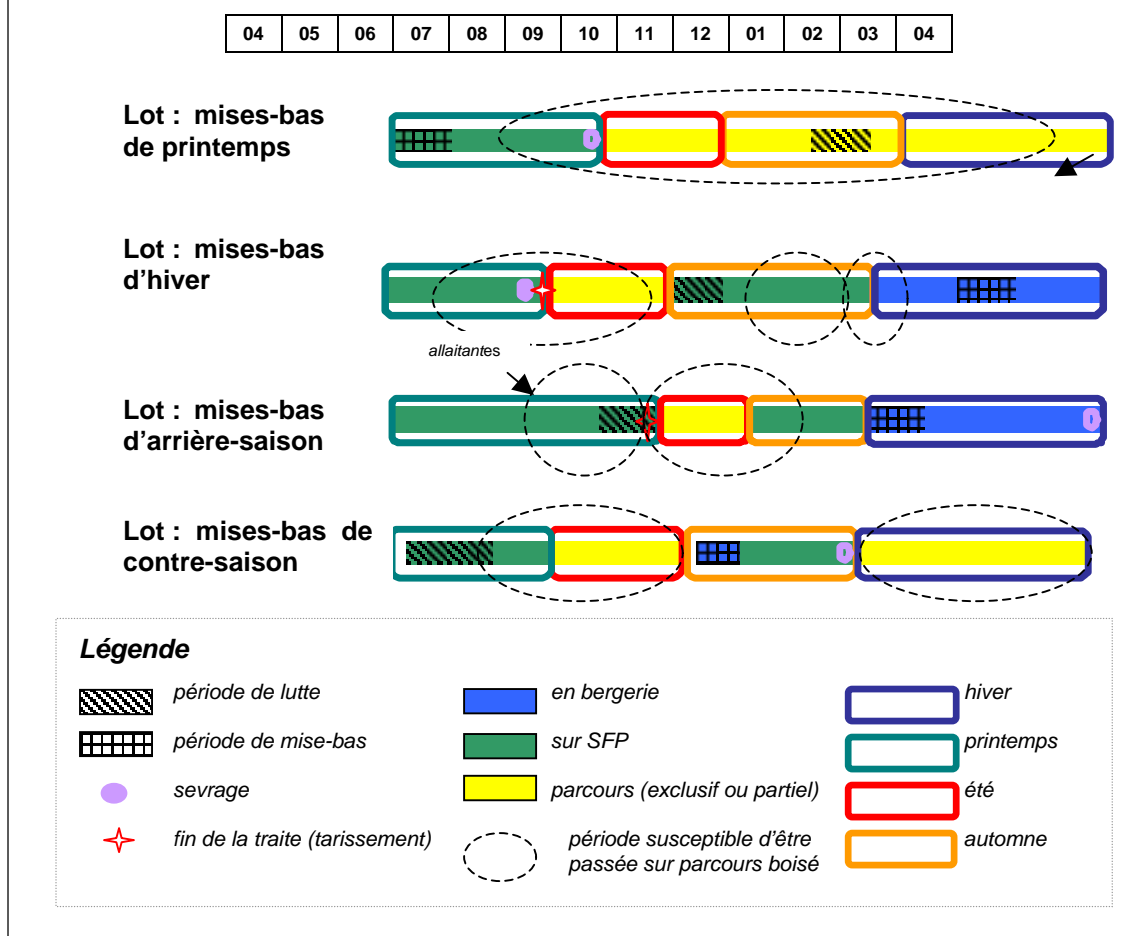 04 05 06 07 08 09 10 11 12 01 02 03 04
Lot : mises-bas
de printemps
Lot : mises-bas
d'hiver
allaitantes
Lot : mises-bas
d'arrière-saison
Lot : mises-bas de
contre-saison
Légende
période de lutte
en bergerie
hiver
période de mise-bas
sur SFP
printemps
sevrage
parcours (exclusif ou partiel)
été
fin de la traite (tarissement)
période susceptible d'être
passée sur parcours boisé
automne